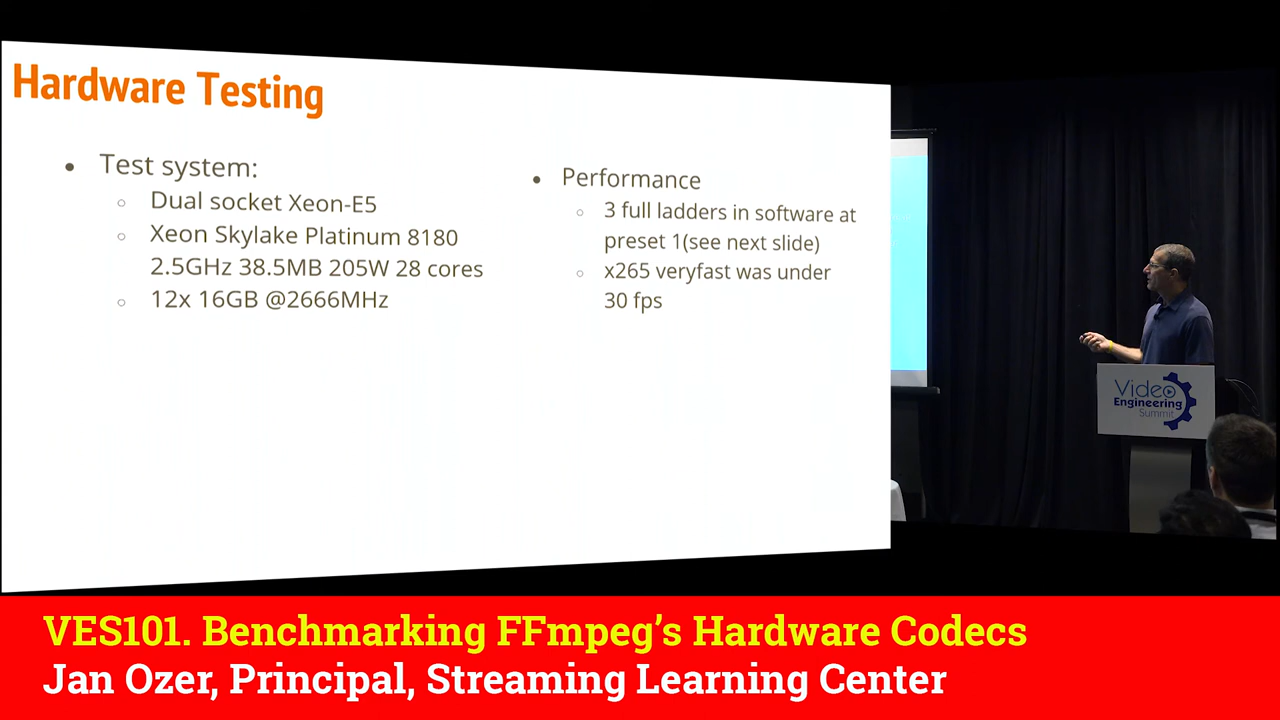 Hardware Testing
• Test system:
○ Dual socket Xeon-E5
○ Xeon Skylake Platinum 8180
2.5GHz 38.5MB 205W 28 cores
○ 12x 16GB @2666MHz
• Performance
○ 3 full ladders in software at
preset 1(see next slide)
○ x265 veryfast was under
30 fps
Video
Engineering
Summit
VES101. Benchmarking FFmpeg’s Hardware Codecs
Jan Ozer, Principal, Streaming Learning Center